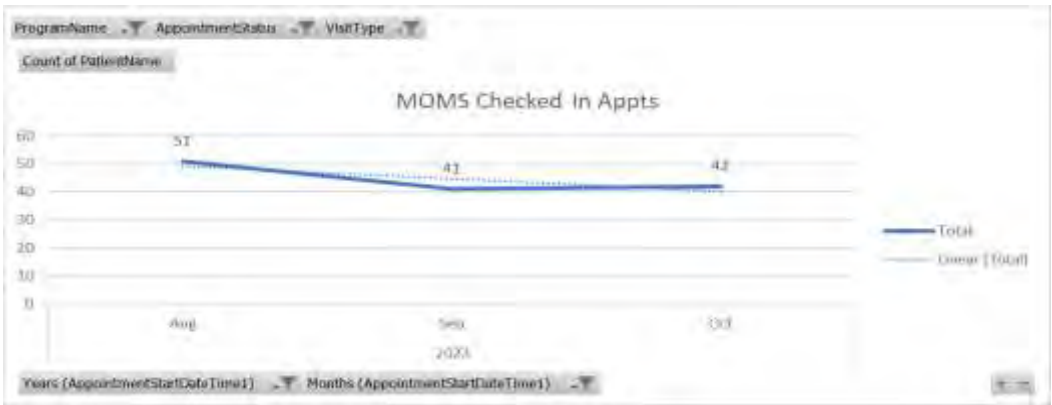 ProgramName AppointmentStatus VisitType
Count of PatientName
MOMS Checked In Appts
60
51
50
41
42
40
30
20
10
0
Total
Linear (Total)
Aug Sep Oct
2023
Years (AppointmentStartDateTime1) Months (AppointmentStartDateTime1)
+ -